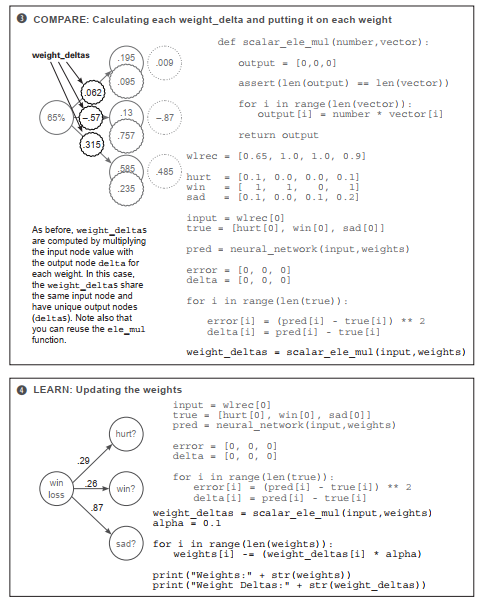 3 COMPARE: Calculating each weight_delta and putting it on each weight
weight_deltas
.195
.009
.095
.062
65%
–.57
.13
–.87
.757
.315
.585
.485
.235
As before, weight_deltas
are computed by multiplying
the input node value with
the output node delta for
each weight. In this case,
the weight_deltas share
the same input node and
have unique output nodes
(deltas). Note also that
you can reuse the ele_mul
function.
def scalar_ele_mul(number,vector):
output = [0,0,0]
assert(len(output) == len(vector))
for i in range(len(vector)):
output[i] = number * vector[i]
return output
wlrec = [0.65, 1.0, 1.0, 0.9]
hurt = [0.1, 0.0, 0.0, 0.1]
win = [ 1, 1, 0, 1]
sad = [0.1, 0.0, 0.1, 0.2]
input = wlrec[0]
true = [hurt[0], win[0], sad[0]]
pred = neural_network(input,weights)
error = [0, 0, 0]
delta = [0, 0, 0]
for i in range(len(true)):
error[i] = (pred[i] - true[i]) ** 2
delta[i] = pred[i] - true[i]
weight_deltas = scalar_ele_mul(input,weights)
4 LEARN: Updating the weights
hurt?
.29
win
loss
.26
win?
.87
sad?
input = wlrec[0]
true = [hurt[0], win[0], sad[0]]
pred = neural_network(input,weights)
error = [0, 0, 0]
delta = [0, 0, 0]
for i in range(len(true)):
error[i] = (pred[i] - true[i]) ** 2
delta[i] = pred[i] - true[i]
weight_deltas = scalar_ele_mul(input,weights)
alpha = 0.1
for i in range(len(weights)):
weights[i] -= (weight_deltas[i] * alpha)
print("Weights:" + str(weights))
print("Weight Deltas:" + str(weight_deltas))